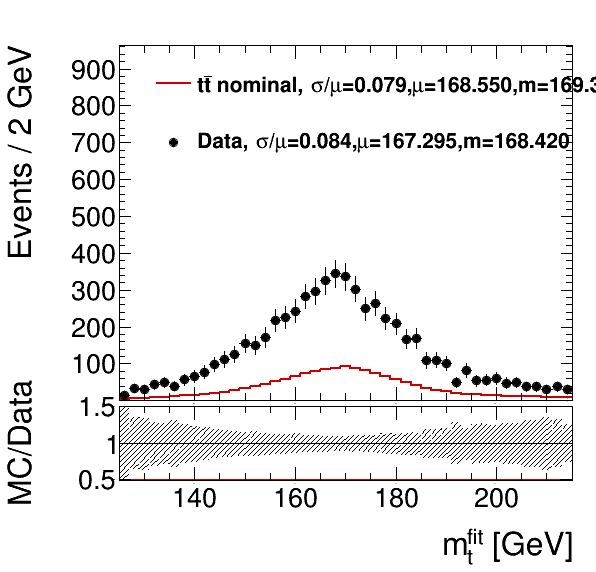 Events / 2 GeV
900
800
700
600
500
400
300
200
100
tt̄ nominal, σ/μ=0.079,μ=168.550,m=169.3
Data, σ/μ=0.084,μ=167.295,m=168.420
MC/Data
1.5
1
0.5
140 160 180 200
m_t^fit [GeV]